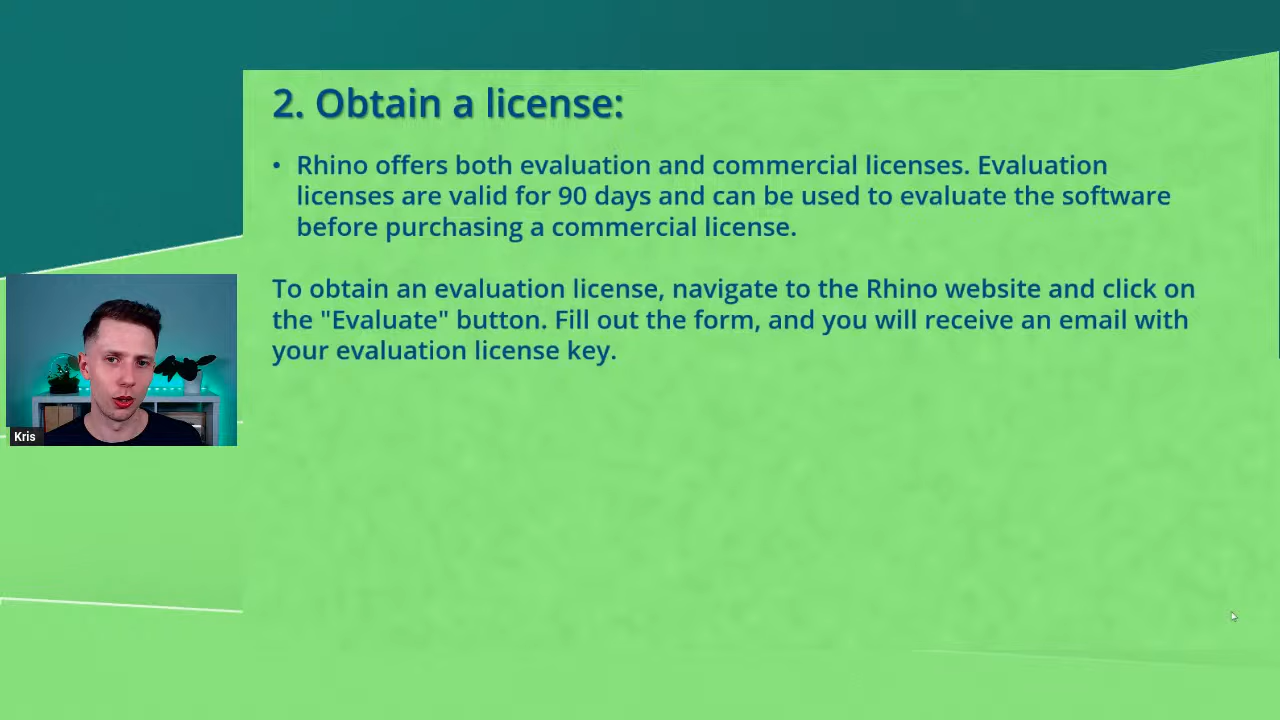 2. Obtain a license:
• Rhino offers both evaluation and commercial licenses. Evaluation
licenses are valid for 90 days and can be used to evaluate the software
before purchasing a commercial license.
To obtain an evaluation license, navigate to the Rhino website and click on
the "Evaluate" button. Fill out the form, and you will receive an email with
your evaluation license key.
Kris